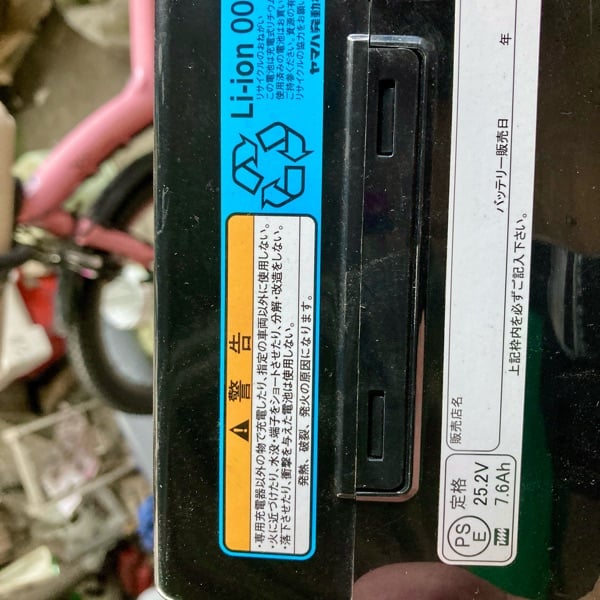 Li-ion 00
リサイクルのおねがい
この電池は充電式リチウム
使用済みの電池はお買い
ご持参ください。資源の有
リサイクルの協力をお願い
ヤマハ発動
警告
・専用充電器以外の物で充電したり、指定の車両以外に使用しない。
・火に近づけたり、水没・端子をショートさせたり、分解・改造をしない。
・落下させたり、衝撃を与えた電池は使用しない。
発熱、破裂、発火の原因になります。
PS
E
定格
25.2V
7.6Ah
販売店名
バッテリー販売日
年
上記枠内を必ずご記入下さい。